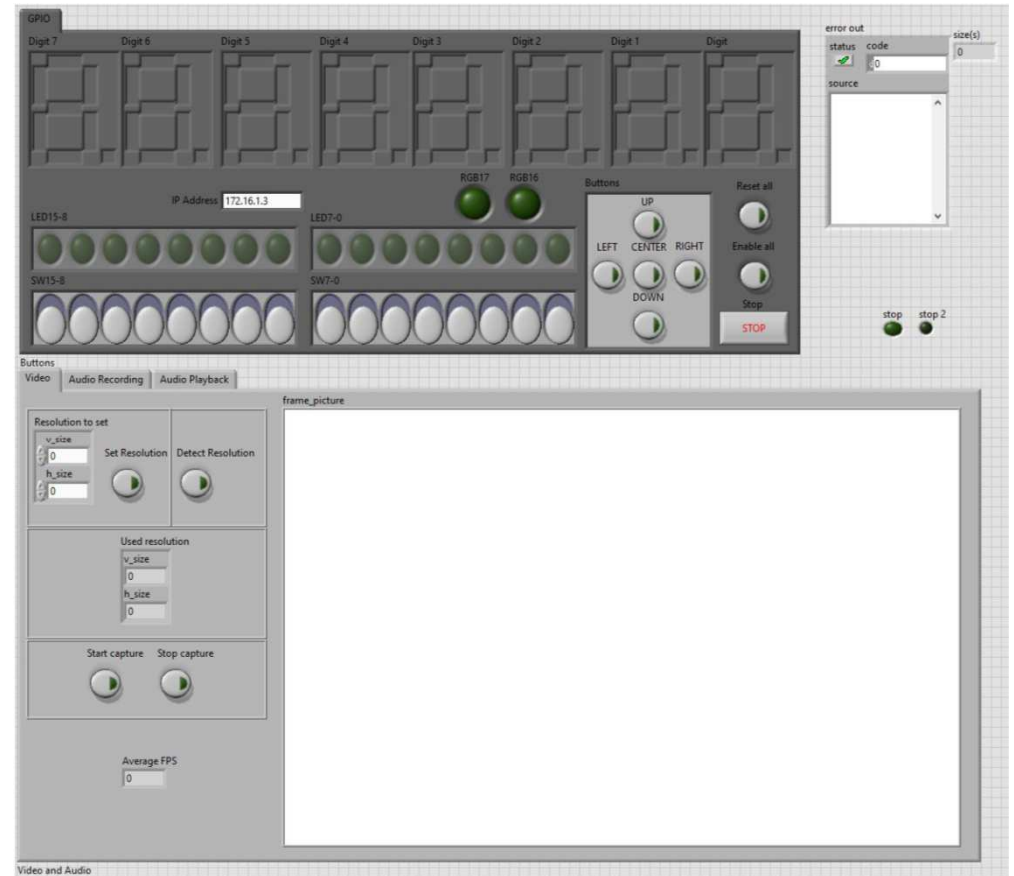 GPIO
Digit 7 Digit 6 Digit 5 Digit 4 Digit 3 Digit 2 Digit 1 Digit
IP Address 172.16.1.3
RGB17 RGB16
LED15-8 LED7-0
SW15-8 SW7-0
Buttons
UP
LEFT CENTER RIGHT
DOWN
Reset all
Enable all
Stop
STOP
error out
status code
0
source
size(s)
0
stop stop 2
Buttons
Video Audio Recording Audio Playback
Resolution to set
v_size
0
h_size
0
Set Resolution Detect Resolution
Used resolution
v_size
0
h_size
0
Start capture Stop capture
Average FPS
0
frame_picture
Video and Audio